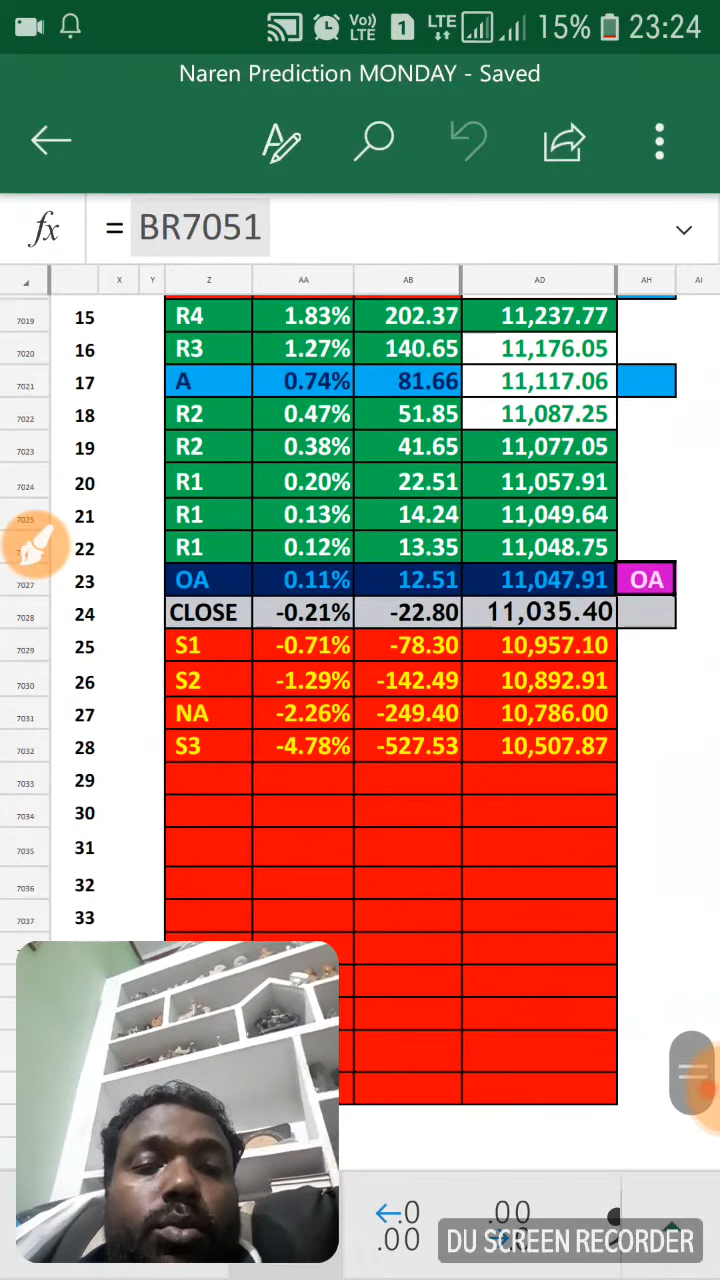 Vo)) LTE 1 LTE 15% 23:24
Naren Prediction MONDAY - Saved
fx = BR7051
X Y Z AA AB AD AH AI
7019 15 R4 1.83% 202.37 11,237.77
7020 16 R3 1.27% 140.65 11,176.05
7021 17 A 0.74% 81.66 11,117.06
7022 18 R2 0.47% 51.85 11,087.25
7023 19 R2 0.38% 41.65 11,077.05
7024 20 R1 0.20% 22.51 11,057.91
7025 21 R1 0.13% 14.24 11,049.64
22 R1 0.12% 13.35 11,048.75
7027 23 OA 0.11% 12.51 11,047.91 OA
7028 24 CLOSE -0.21% -22.80 11,035.40
7029 25 S1 -0.71% -78.30 10,957.10
7030 26 S2 -1.29% -142.49 10,892.91
7031 27 NA -2.26% -249.40 10,786.00
7032 28 S3 -4.78% -527.53 10,507.87
7033 29
7034 30
7035 31
7036 32
7037 33
.0 .00
.00
DU SCREEN RECORDER